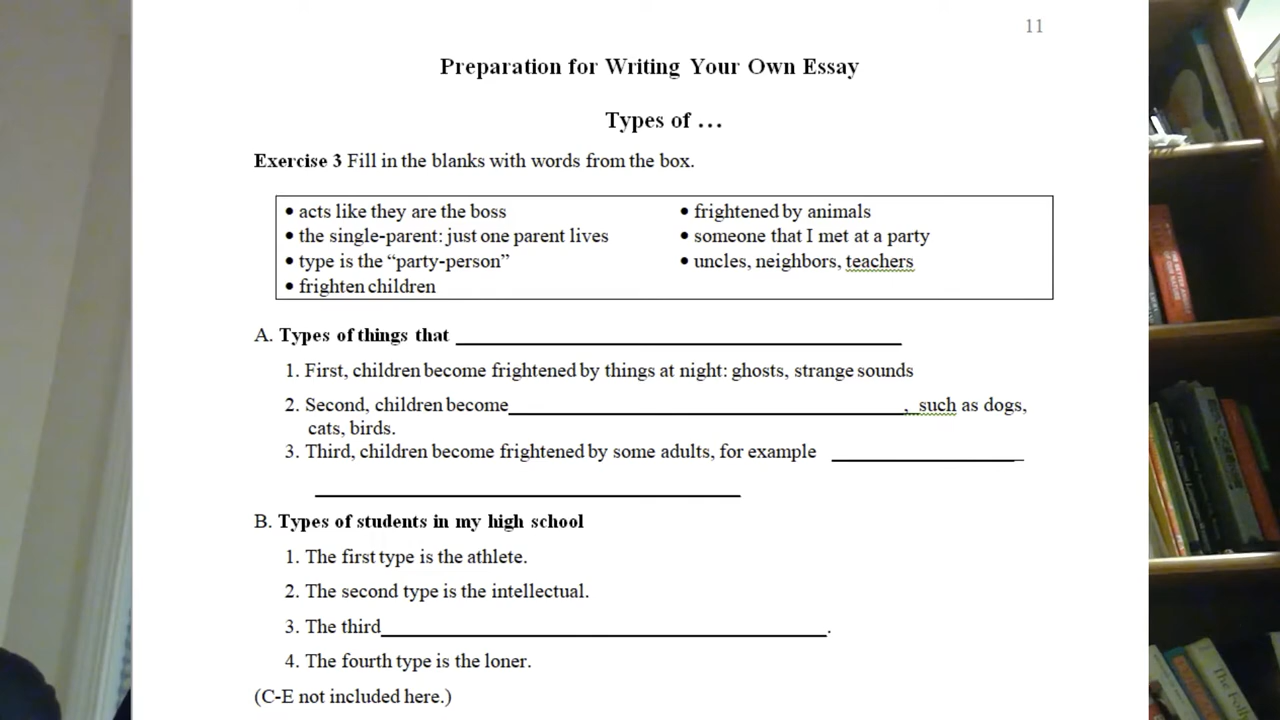 11
Preparation for Writing Your Own Essay
Types of …
Exercise 3 Fill in the blanks with words from the box.
• acts like they are the boss
• the single-parent: just one parent lives
• type is the “party-person”
• frighten children
• frightened by animals
• someone that I met at a party
• uncles, neighbors, teachers
A. Types of things that ____________________
1. First, children become frightened by things at night: ghosts, strange sounds
2. Second, children become____________________, such as dogs,
cats, birds.
3. Third, children become frightened by some adults, for example ____________________
____________________
B. Types of students in my high school
1. The first type is the athlete.
2. The second type is the intellectual.
3. The third____________________.
4. The fourth type is the loner.
(C-E not included here.)